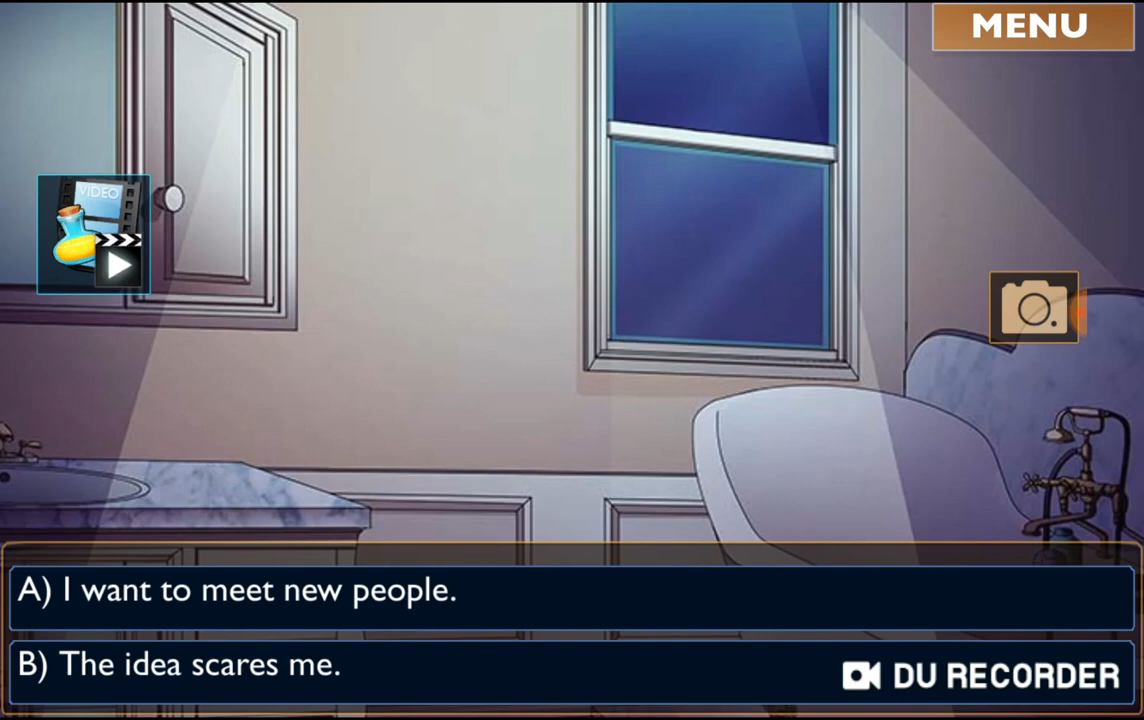 MENU
VIDEO
A) I want to meet new people.
B) The idea scares me.
DU RECORDER